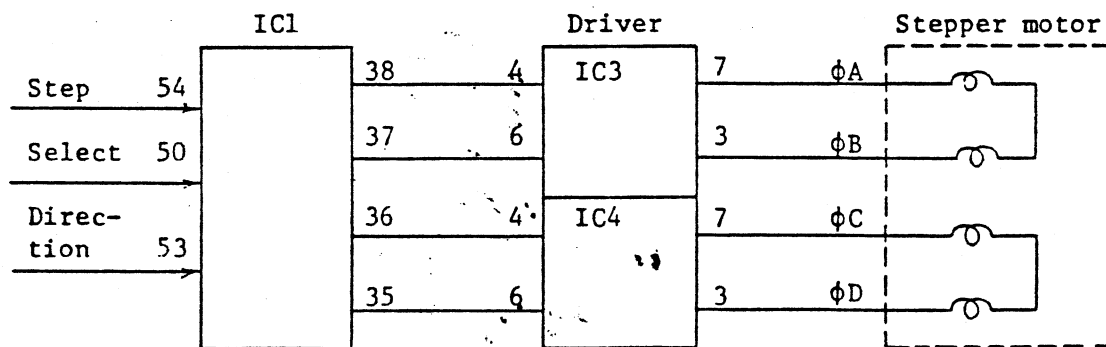 IC1 Driver Stepper motor
38 4 IC3 7 ϕA
Step 54
37 6 3 ϕB
Select 50
Direc-
tion 53
36 4 IC4 7 ϕC
35 6 3 ϕD